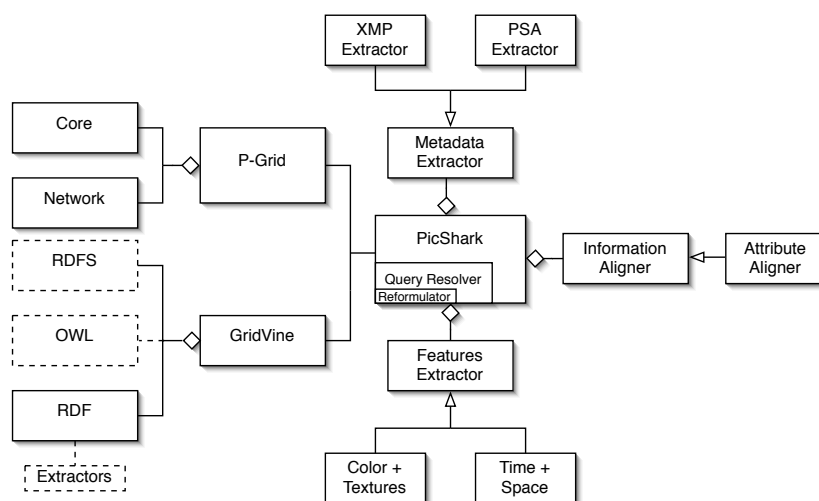 XMP
Extractor
PSA
Extractor
Core
P-Grid
Metadata
Extractor
Network
PicShark
Query Resolver
Reformulator
Information
Aligner
Attribute
Aligner
RDFS
OWL
GridVine
Features
Extractor
RDF
Extractors
Color +
Textures
Time +
Space